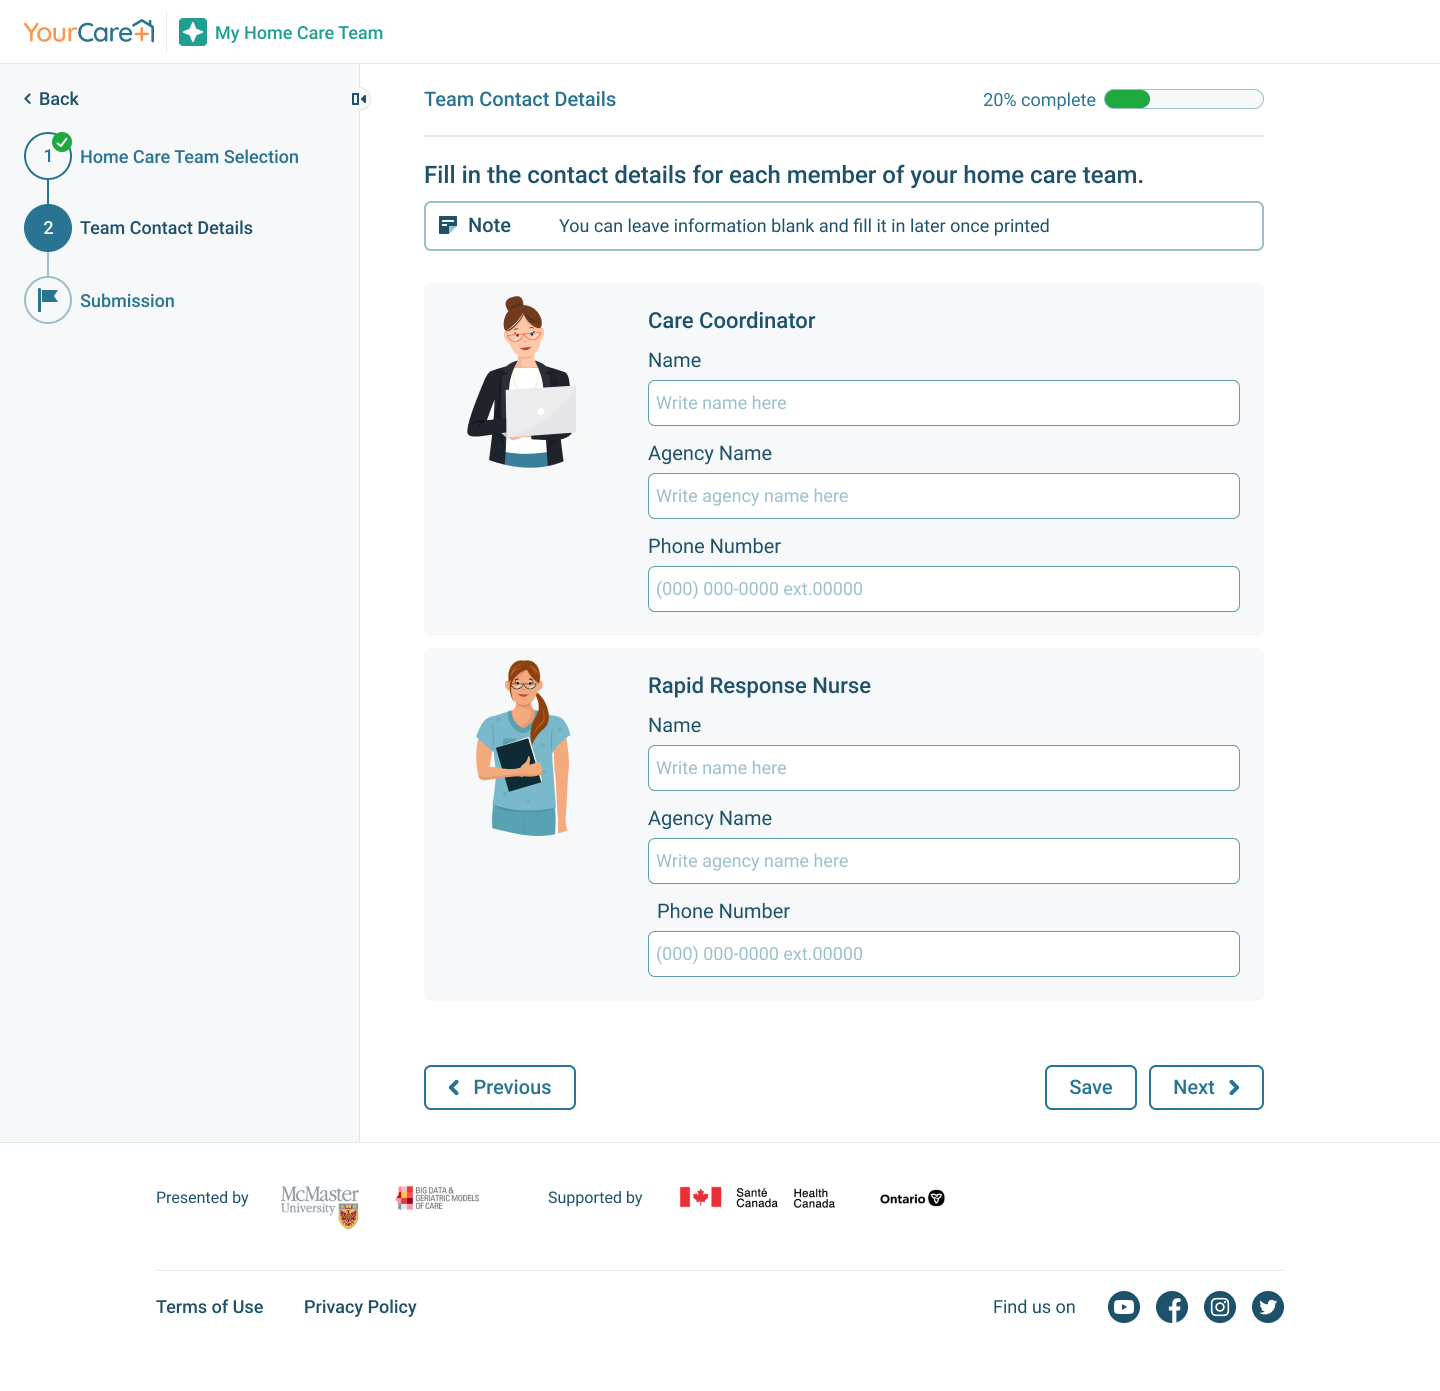 YourCare+
My Home Care Team
Back
Team Contact Details
20% complete
1
Home Care Team Selection
2
Team Contact Details
Submission
Fill in the contact details for each member of your home care team.
Note
You can leave information blank and fill it in later once printed
Care Coordinator
Name
Write name here
Agency Name
Write agency name here
Phone Number
(000) 000-0000 ext.00000
Rapid Response Nurse
Name
Write name here
Agency Name
Write agency name here
Phone Number
(000) 000-0000 ext.00000
Previous
Save
Next
Presented by
McMaster
University
BIG DATA &
GERIATRIC MODELS
OF CARE
Supported by
Santé
Canada
Health
Canada
Ontario
Terms of Use
Privacy Policy
Find us on